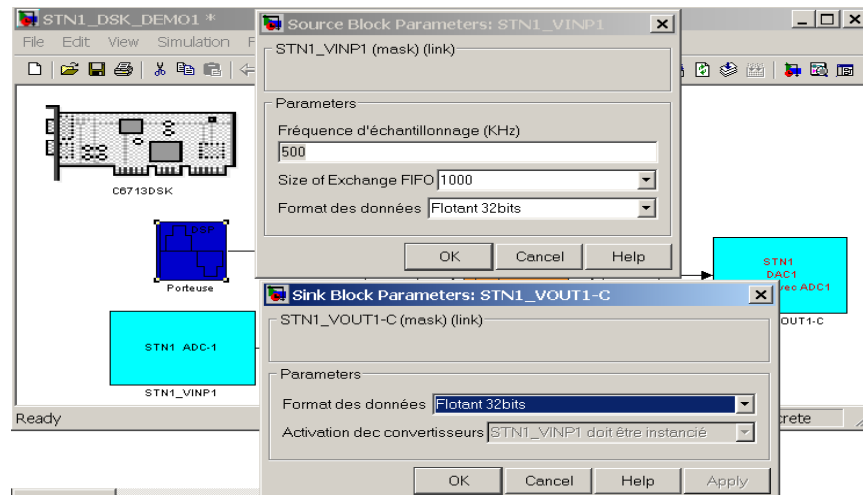 STN1_DSK_DEMO1 *
File Edit View Simulation F
C6713DSK
DCP
Porteuse
STN1 ADC-1
STN1_VINP1
Ready
Source Block Parameters: STN1_VINP1
STN1_VINP1 (mask) (link)
Parameters
Fréquence d'échantillonnage (KHz)
500
Size of Exchange FIFO 1000
Format des données Flotant 32bits
OK Cancel Help
STN1
DAC1
vec ADC1
OUT1-C
Sink Block Parameters: STN1_VOUT1-C
STN1_VOUT1-C (mask) (link)
Parameters
Format des données Flotant 32bits
Activation dec convertisseurs STN1_VINP1 doit être instancié
OK Cancel Help Apply
crete